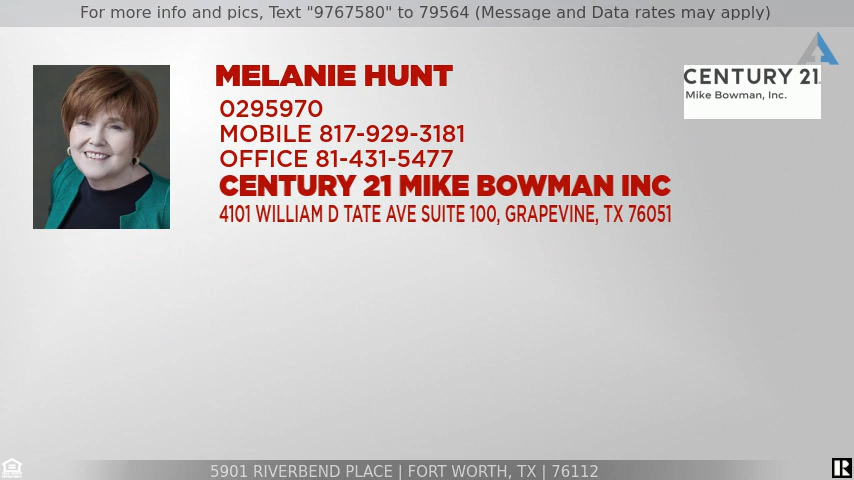 For more info and pics, Text "9767580" to 79564 (Message and Data rates may apply)
MELANIE HUNT
0295970
MOBILE 817-929-3181
OFFICE 81-431-5477
CENTURY 21 MIKE BOWMAN INC
4101 WILLIAM D TATE AVE SUITE 100, GRAPEVINE, TX 76051
CENTURY 21.
Mike Bowman, Inc.
5901 RIVERBEND PLACE | FORT WORTH, TX | 76112